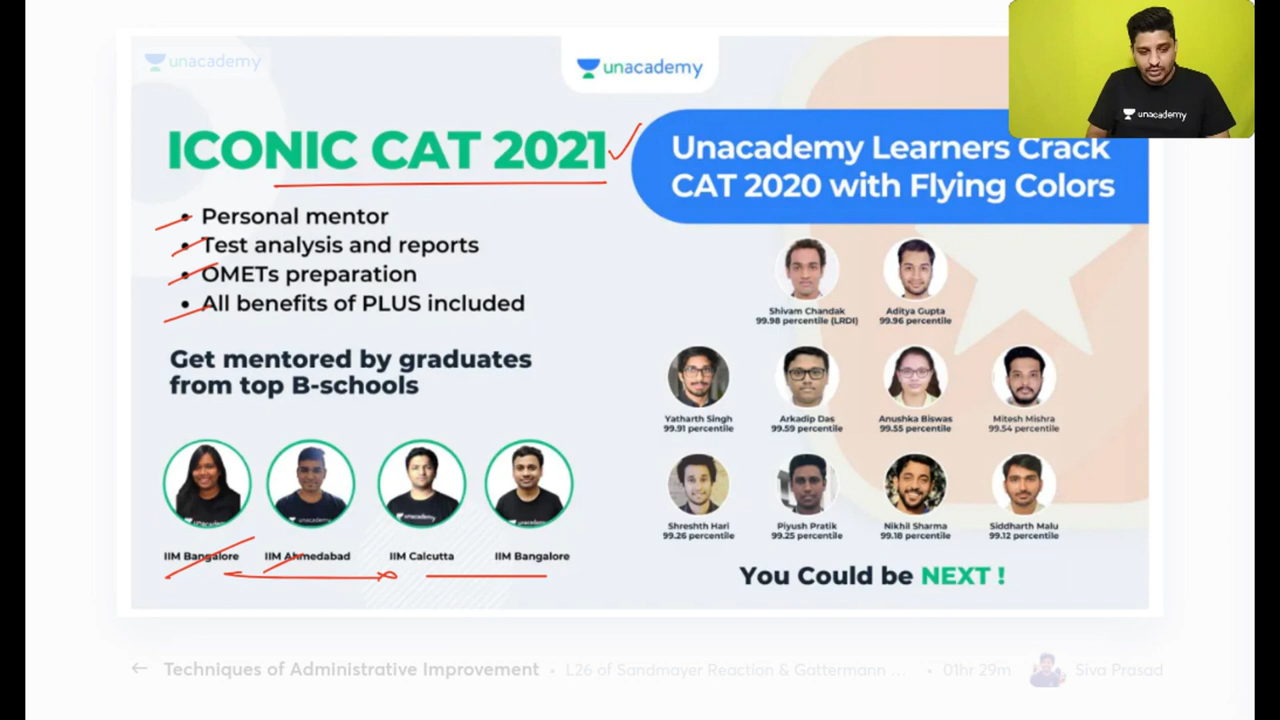 unacademy
unacademy
unacademy
ICONIC CAT 2021
• Personal mentor
• Test analysis and reports
• OMETs preparation
• All benefits of PLUS included
Get mentored by graduates
from top B-schools
unacademy
unacademy
unacademy
unacademy
IIM Bangalore
IIM Ahmedabad
IIM Calcutta
IIM Bangalore
Unacademy Learners Crack
CAT 2020 with Flying Colors
Shivam Chandak
99.98 percentile (LRDI)
Aditya Gupta
99.96 percentile
Yatharth Singh
99.91 percentile
Arkadip Das
99.59 percentile
Anushka Biswas
99.55 percentile
Mitesh Mishra
99.54 percentile
Shreshth Hari
99.26 percentile
Piyush Pratik
99.25 percentile
Nikhil Sharma
99.18 percentile
Siddharth Malu
99.12 percentile
You Could be NEXT !
Techniques of Administrative Improvement • L26 of Sandmayer Reaction & Gattermann ... • 01hr 29m Siva Prasad